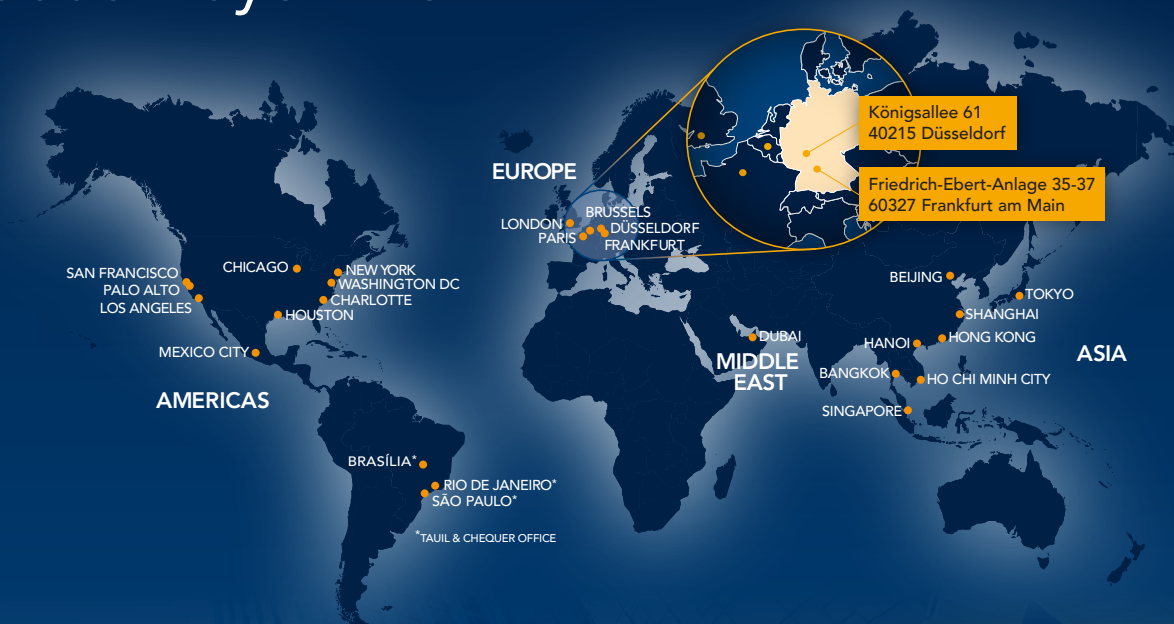 Königsallee 61
40215 Düsseldorf
Friedrich-Ebert-Anlage 35-37
60327 Frankfurt am Main
EUROPE
LONDON
PARIS
BRUSSELS
DÜSSELDORF
FRANKFURT
SAN FRANCISCO
PALO ALTO
LOS ANGELES
CHICAGO
NEW YORK
WASHINGTON DC
CHARLOTTE
HOUSTON
MEXICO CITY
AMERICAS
BRASÍLIA*
RIO DE JANEIRO*
SÃO PAULO*
*TAUIL & CHEQUER OFFICE
DUBAI
MIDDLE
EAST
BEIJING
TOKYO
SHANGHAI
HANOI
HONG KONG
BANGKOK
HO CHI MINH CITY
SINGAPORE
ASIA